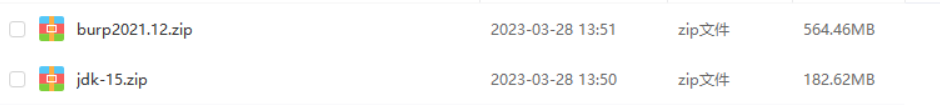 burp2021.12.zip 2023-03-28 13:51 zip文件 564.46MB
jdk-15.zip 2023-03-28 13:50 zip文件 182.62MB